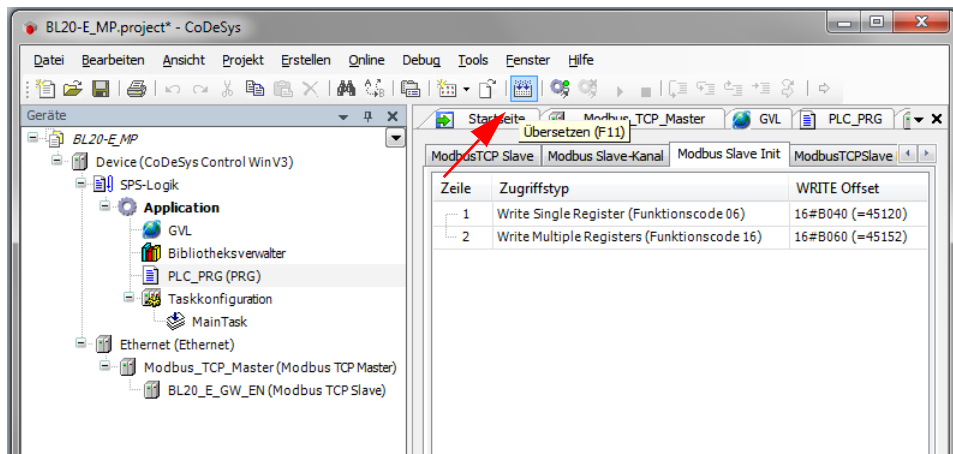 BL20-E_MP.project* - CoDeSys
Datei Bearbeiten Ansicht Projekt Erstellen Online Debug Tools Fenster Hilfe
Geräte
BL20-E_MP
Device (CoDeSys Control Win V3)
SPS-Logik
Application
GVL
Bibliotheksverwalter
PLC_PRG (PRG)
Taskkonfiguration
MainTask
Ethernet (Ethernet)
Modbus_TCP_Master (Modbus TCP Master)
BL20_E_GW_EN (Modbus TCP Slave)
Startseite Modbus_TCP_Master GVL PLC_PRG
Übersetzen (F11)
ModbusTCP Slave Modbus Slave-Kanal Modbus Slave Init ModbusTCPSlave
Zeile Zugriffstyp WRITE Offset
1 Write Single Register (Funktionscode 06) 16#B040 (=45120)
2 Write Multiple Registers (Funktionscode 16) 16#B060 (=45152)